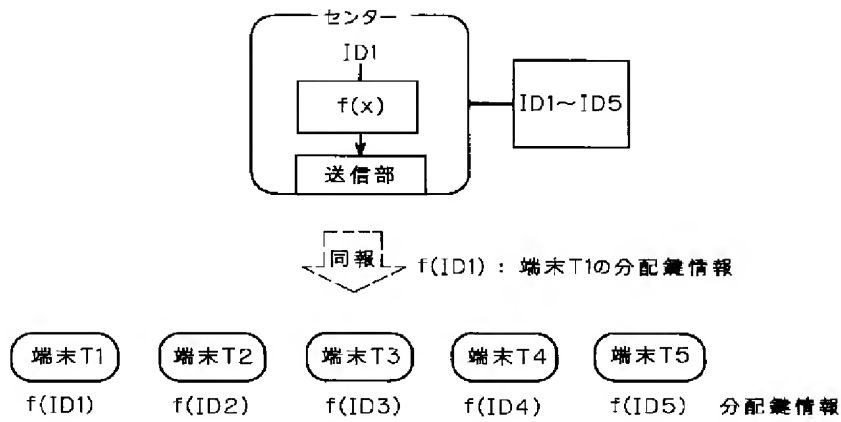 センター
ID1
f(x)
ID1～ID5
送信部
同報
f(ID1) : 端末T1の分配鍵情報
端末T1 端末T2 端末T3 端末T4 端末T5
f(ID1) f(ID2) f(ID3) f(ID4) f(ID5) 分配鍵情報